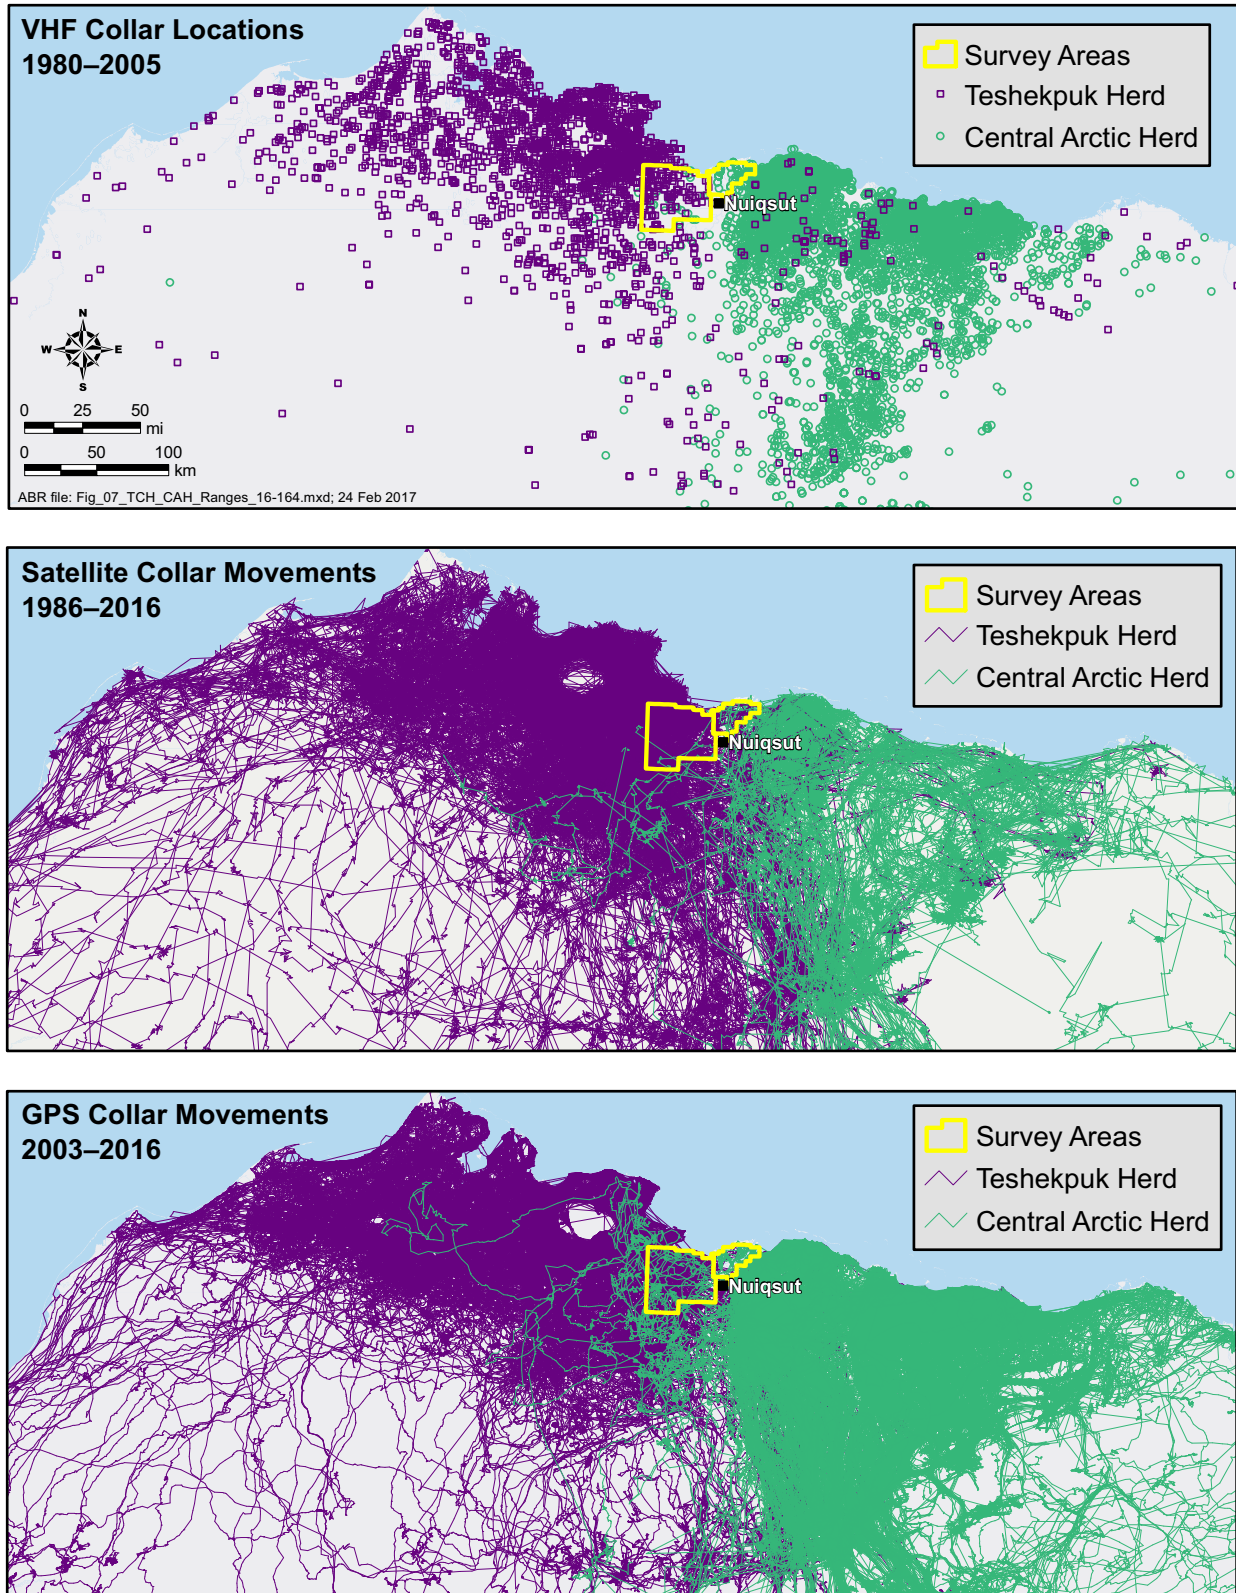 VHF Collar Locations
1980–2005
Survey Areas
Teshekpuk Herd
Central Arctic Herd
Nuiqsut
N
W E
S
0 25 50
mi
0 50 100
km
ABR file: Fig_07_TCH_CAH_Ranges_16-164.mxd; 24 Feb 2017
Satellite Collar Movements
1986–2016
Survey Areas
Teshekpuk Herd
Central Arctic Herd
Nuiqsut
GPS Collar Movements
2003–2016
Survey Areas
Teshekpuk Herd
Central Arctic Herd
Nuiqsut